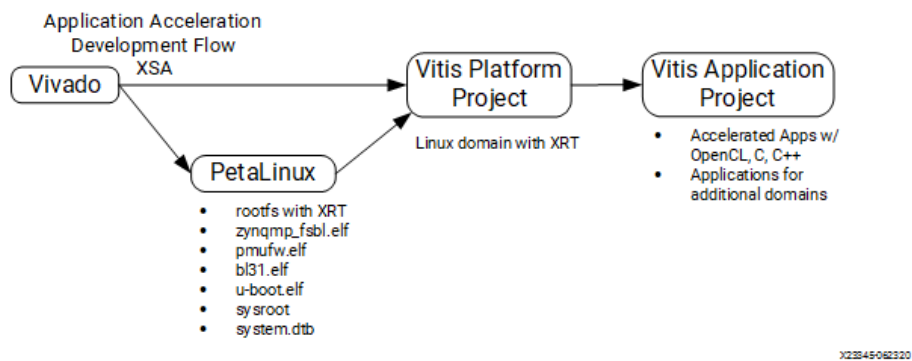 Application Acceleration
Development Flow
XSA
Vivado
Vitis Platform
Project
Vitis Application
Project
Linux domain with XRT
• Accelerated Apps w/
OpenCL, C, C++
• Applications for
additional domains
PetaLinux
• rootfs with XRT
• zynqmp_fsbl.elf
• pmufw.elf
• bl31.elf
• u-boot.elf
• sysroot
• system.dtb
X23345-062320